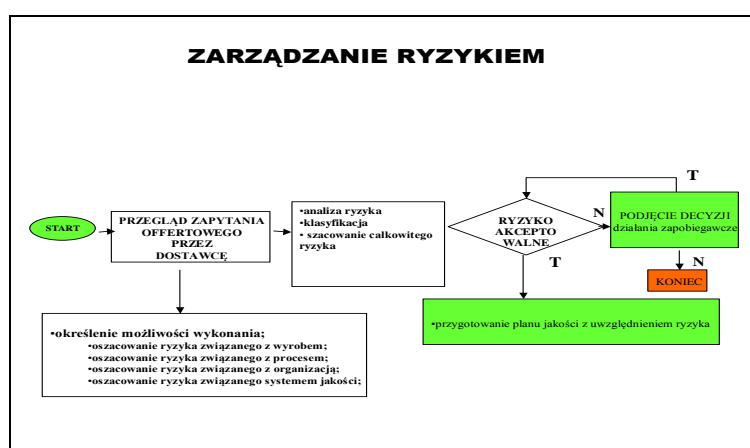 ZARZĄDZANIE RYZYKIEM
START
PRZEGLĄD ZAPYTANIA
OFFERTOWEGO
PRZEZ
DOSTAWCĘ
•analiza ryzyka
•klasyfikacja
• szacowanie całkowitego
ryzyka
RYZYKO
AKCEPTO
WALNE
N
T
T
PODJĘCIE DECYZJI
działania zapobiegawcze
N
KONIEC
•przygotowanie planu jakości z uwzględnieniem ryzyka
•określenie możliwości wykonania;
•oszacowanie ryzyka związanego z wyrobem;
•oszacowanie ryzyka związanego z procesem;
•oszacowanie ryzyka związanego z organizacją;
•oszacowanie ryzyka związanego systemem jakości;